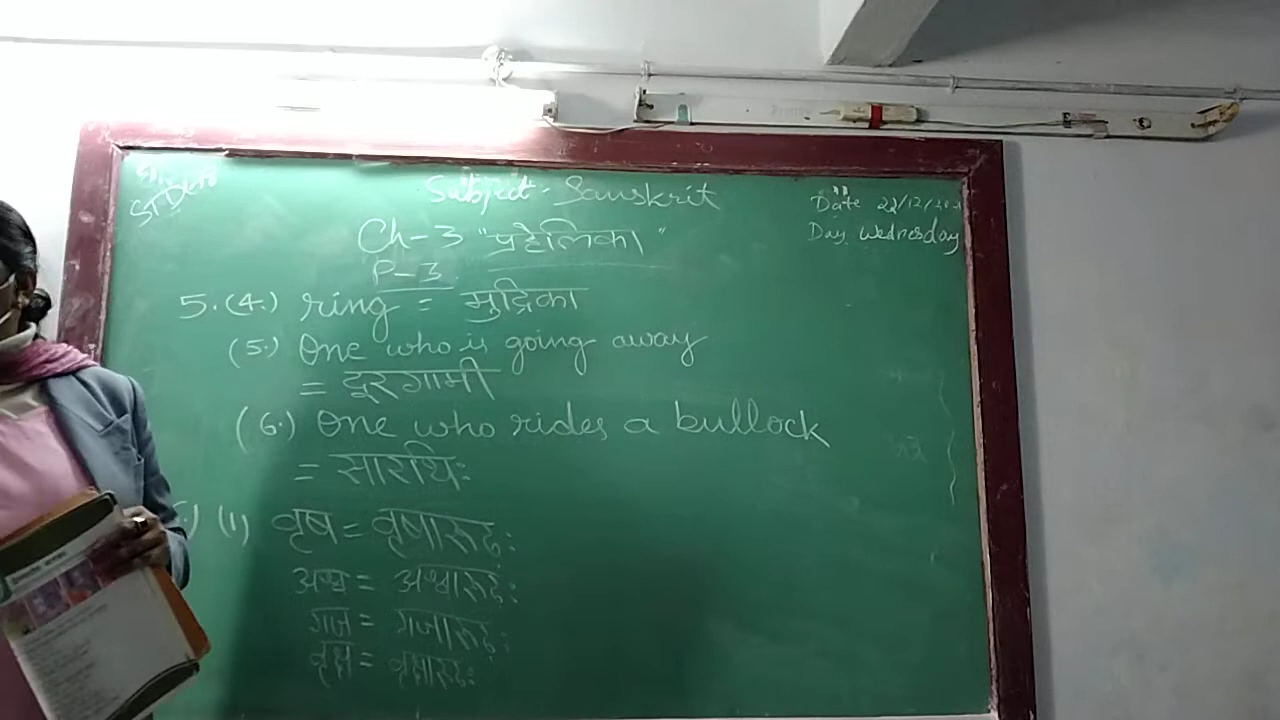 Subject - Sanskrit
Date 22/12/20
Day. Wednesday
Ch-3 "प्रहेलिका"
P-3
5. (4.) ring = मुद्रिका
(5.) One who is going away
= दूरगामी
(6.) One who rides a bullock
= सारथिः
(1) वृष = वृषारूढः
अश्व = अश्वारूढः
गज = गजारूढः
वृक्ष = वृक्षारूढः